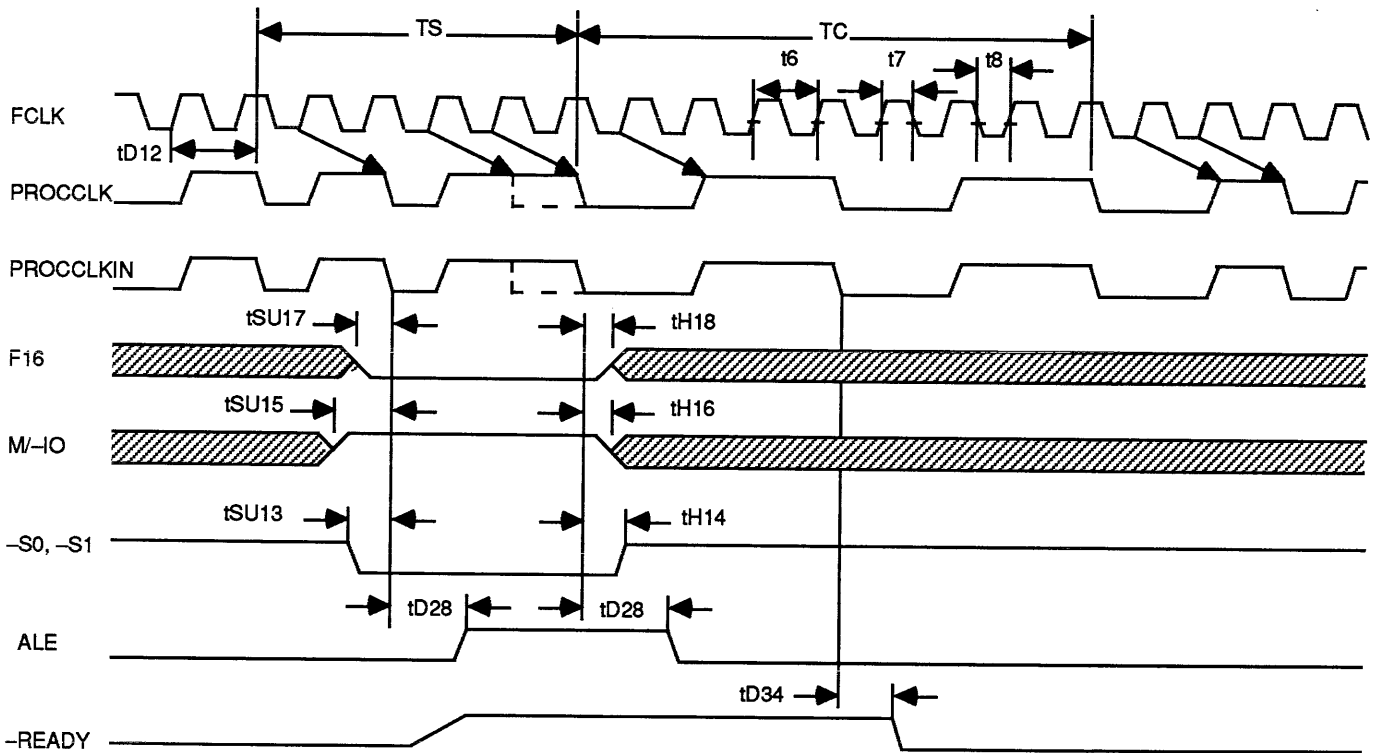 TS
TC
t6
t7
t8
FCLK
tD12
PROCCLK
PROCCLKIN
tSU17
tH18
F16
tSU15
tH16
M/–IO
tSU13
tH14
–S0, –S1
tD28
tD28
ALE
tD34
–READY